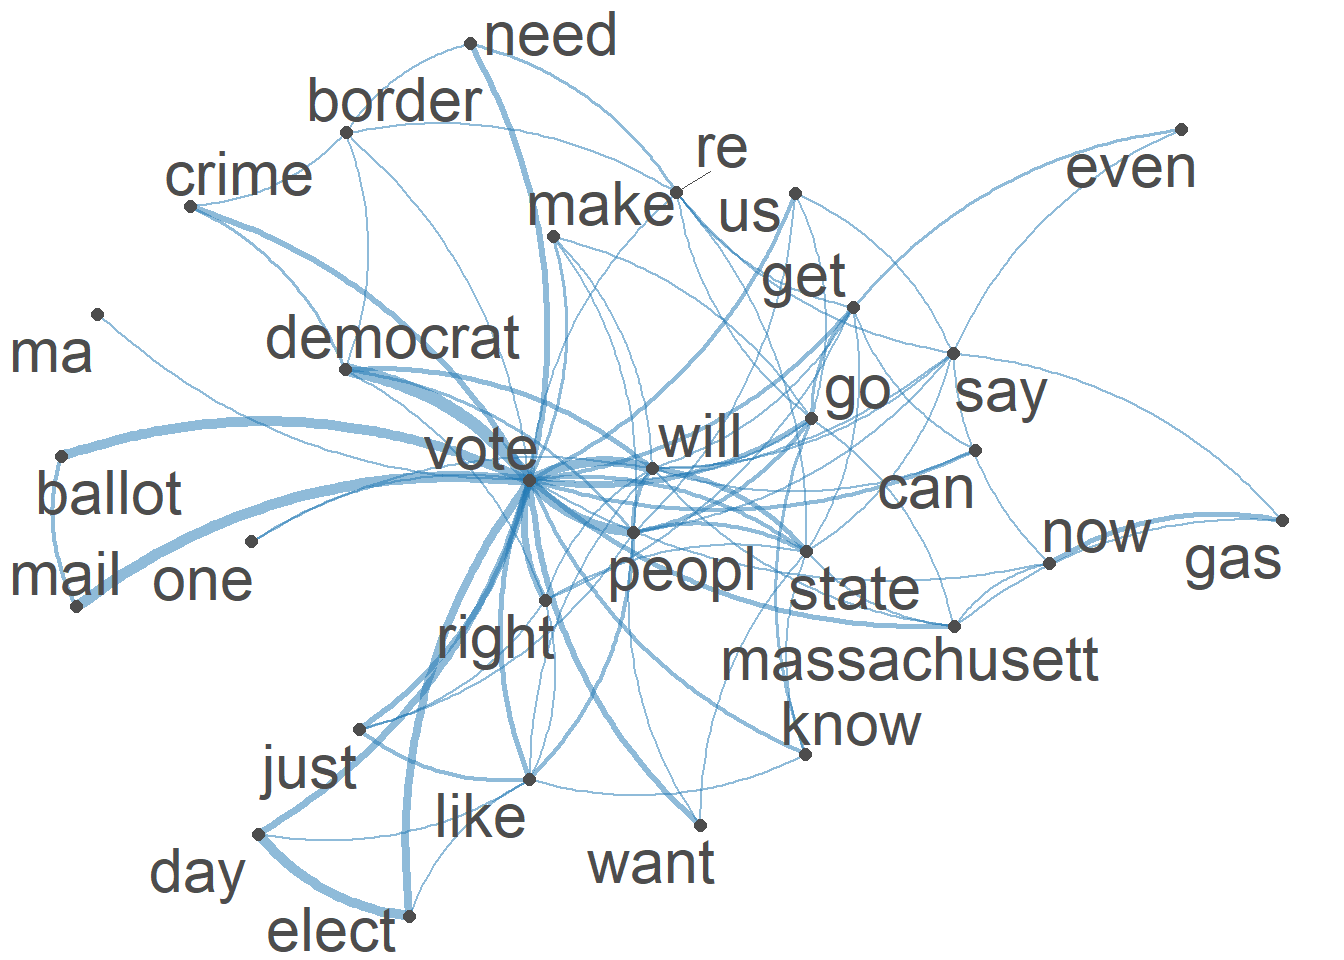 need
border
re
crime
even
make
us
get
democrat
ma
go
say
vote
will
ballot
can
now
mail
one
peopl
state
gas
right
massachusett
know
just
like
want
day
elect